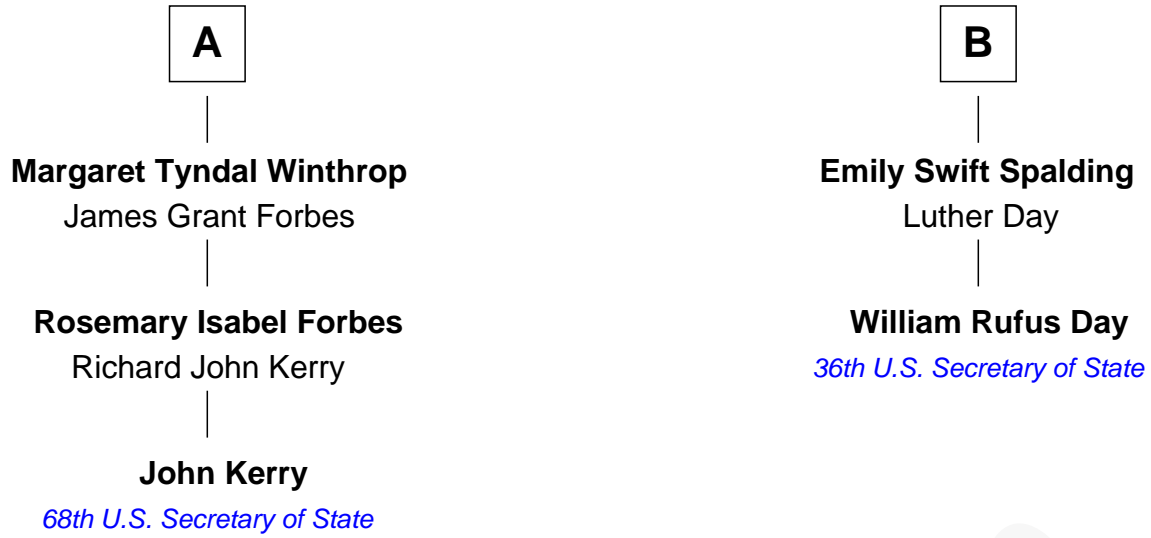 A
Margaret Tyndal Winthrop
James Grant Forbes
Rosemary Isabel Forbes
Richard John Kerry
John Kerry
68th U.S. Secretary of State
B
Emily Swift Spalding
Luther Day
William Rufus Day
36th U.S. Secretary of State